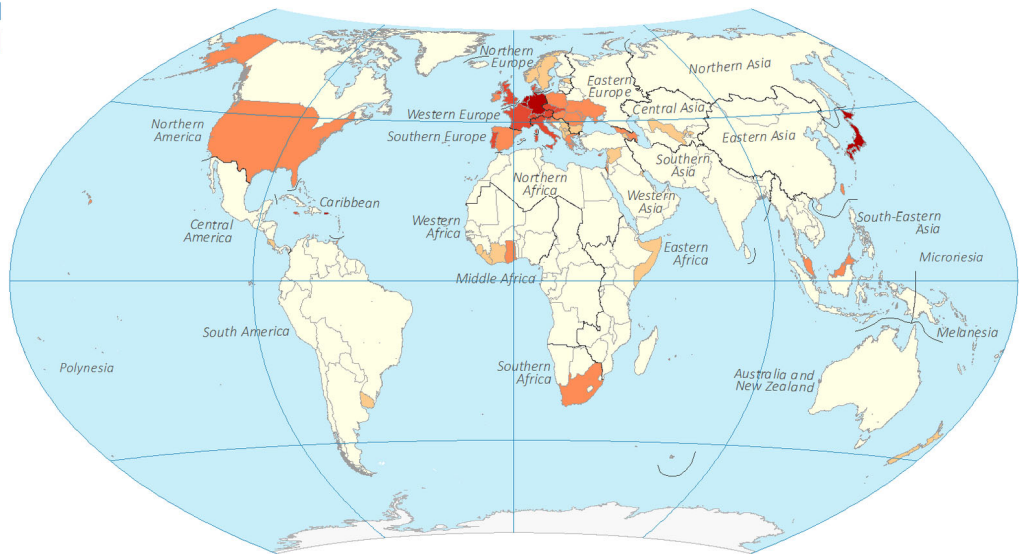 Northern
Europe
Northern Asia
Eastern
Europe
Central Asia
Western Europe
Northern
America
Southern Europe
Eastern Asia
Southern
Asia
Northern
Africa
Western
Asia
Caribbean
Western
Africa
Central
America
South-Eastern
Asia
Eastern
Africa
Micronesia
Middle Africa
South America
Melanesia
Polynesia
Southern
Africa
Australia and
New Zealand